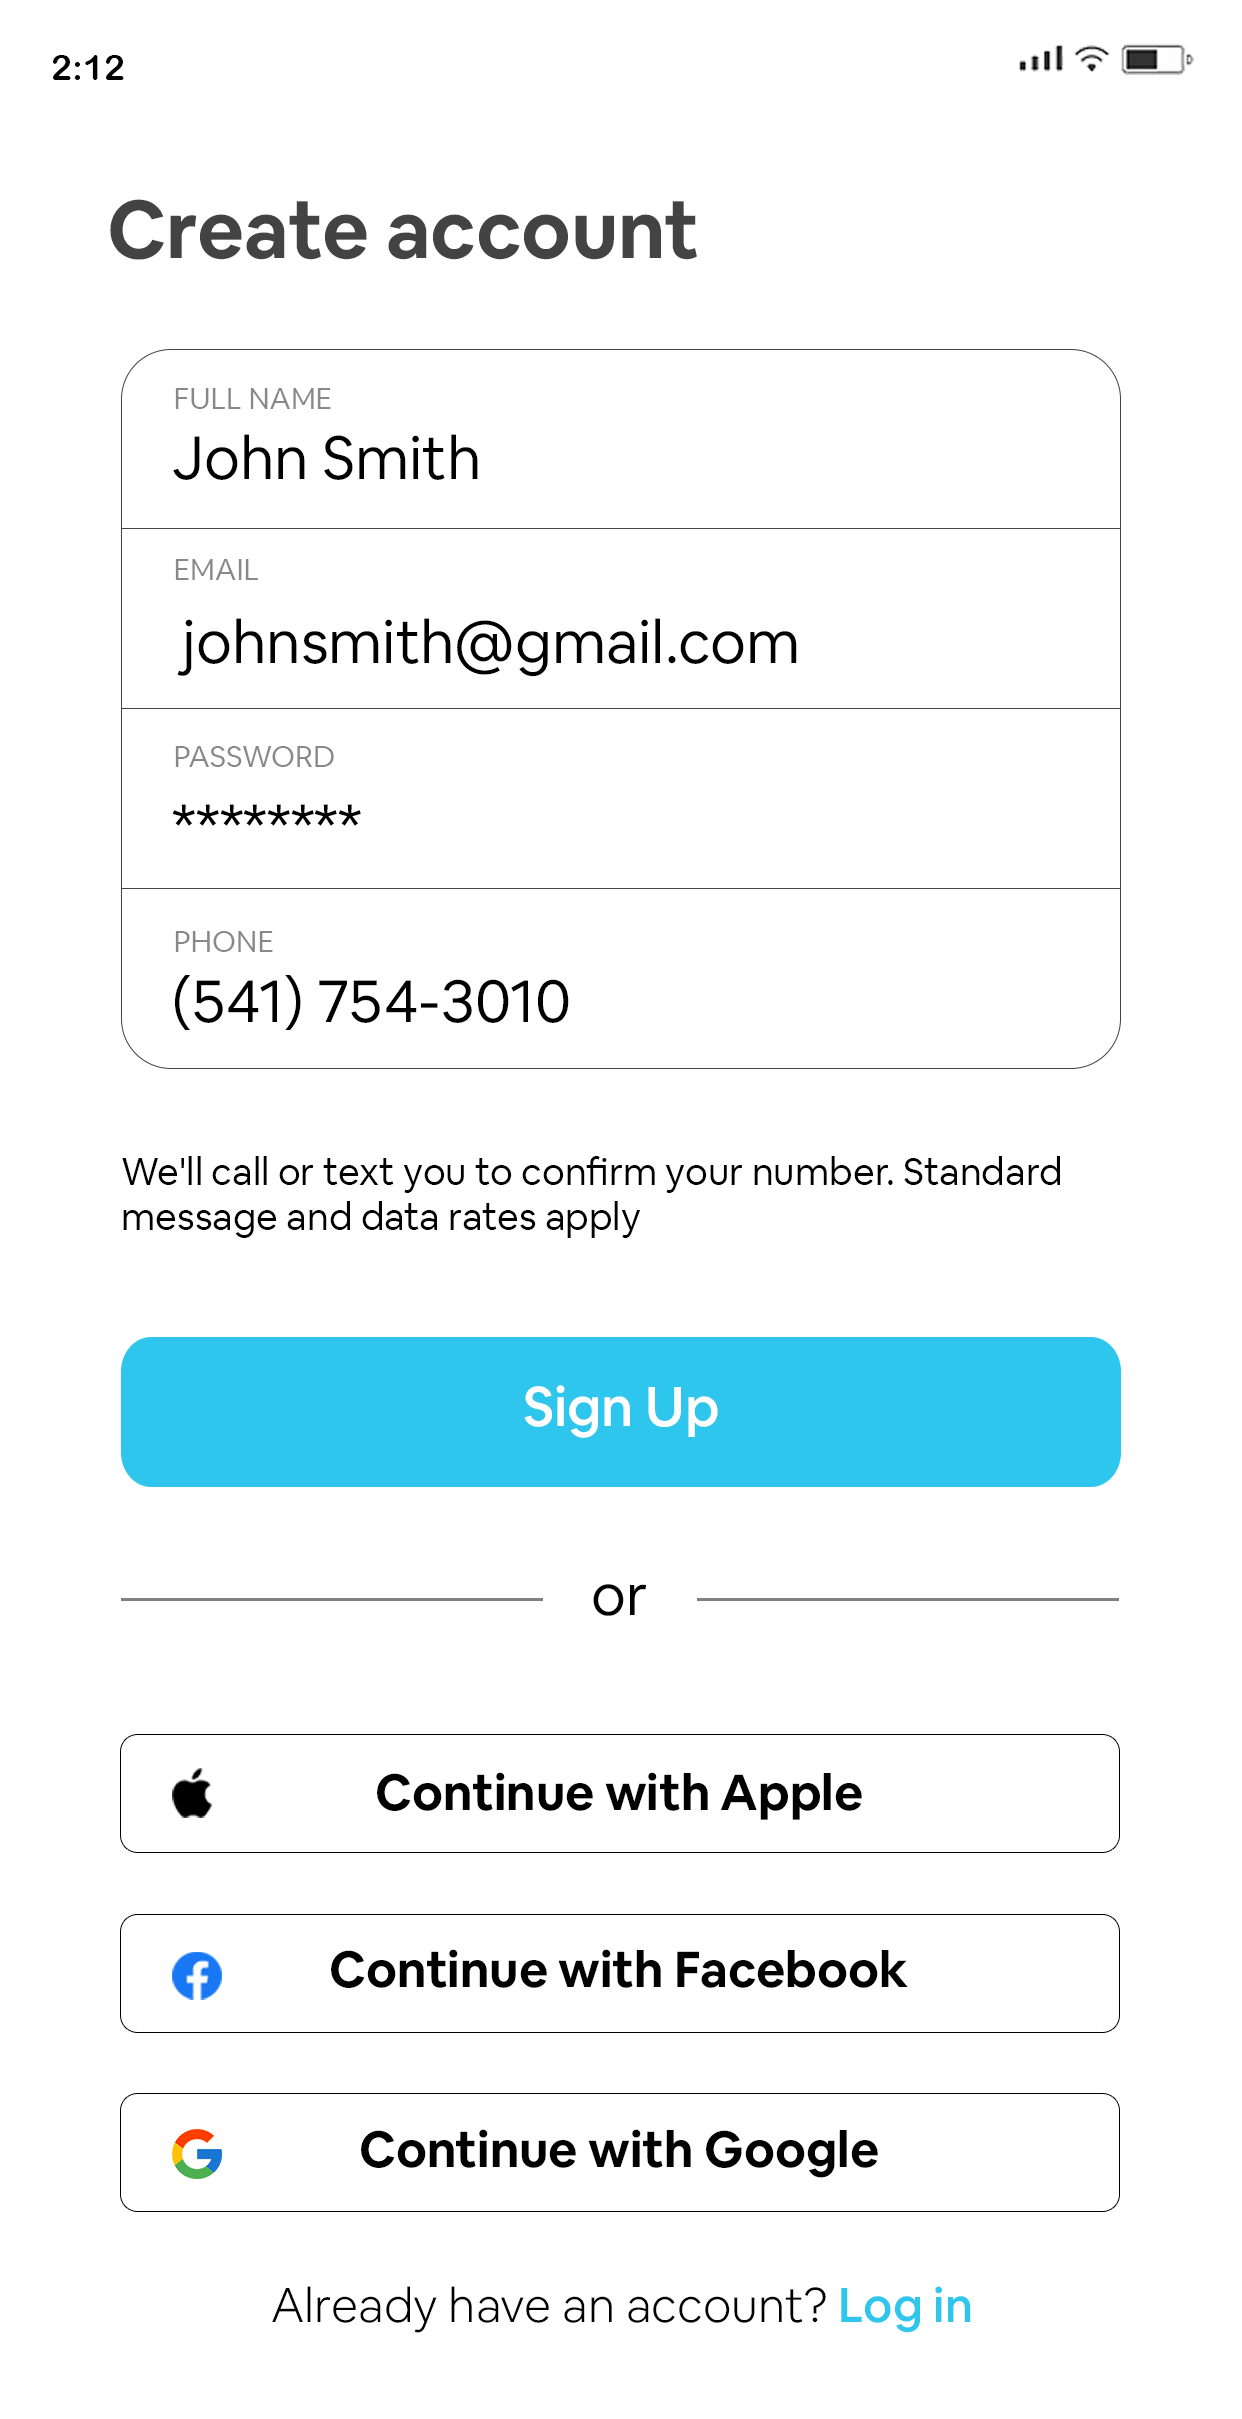 2:12
Create account
FULL NAME
John Smith
EMAIL
johnsmith@gmail.com
PASSWORD
********
PHONE
(541) 754-3010
We'll call or text you to confirm your number. Standard
message and data rates apply
Sign Up
or
Continue with Apple
Continue with Facebook
Continue with Google
Already have an account? Log in